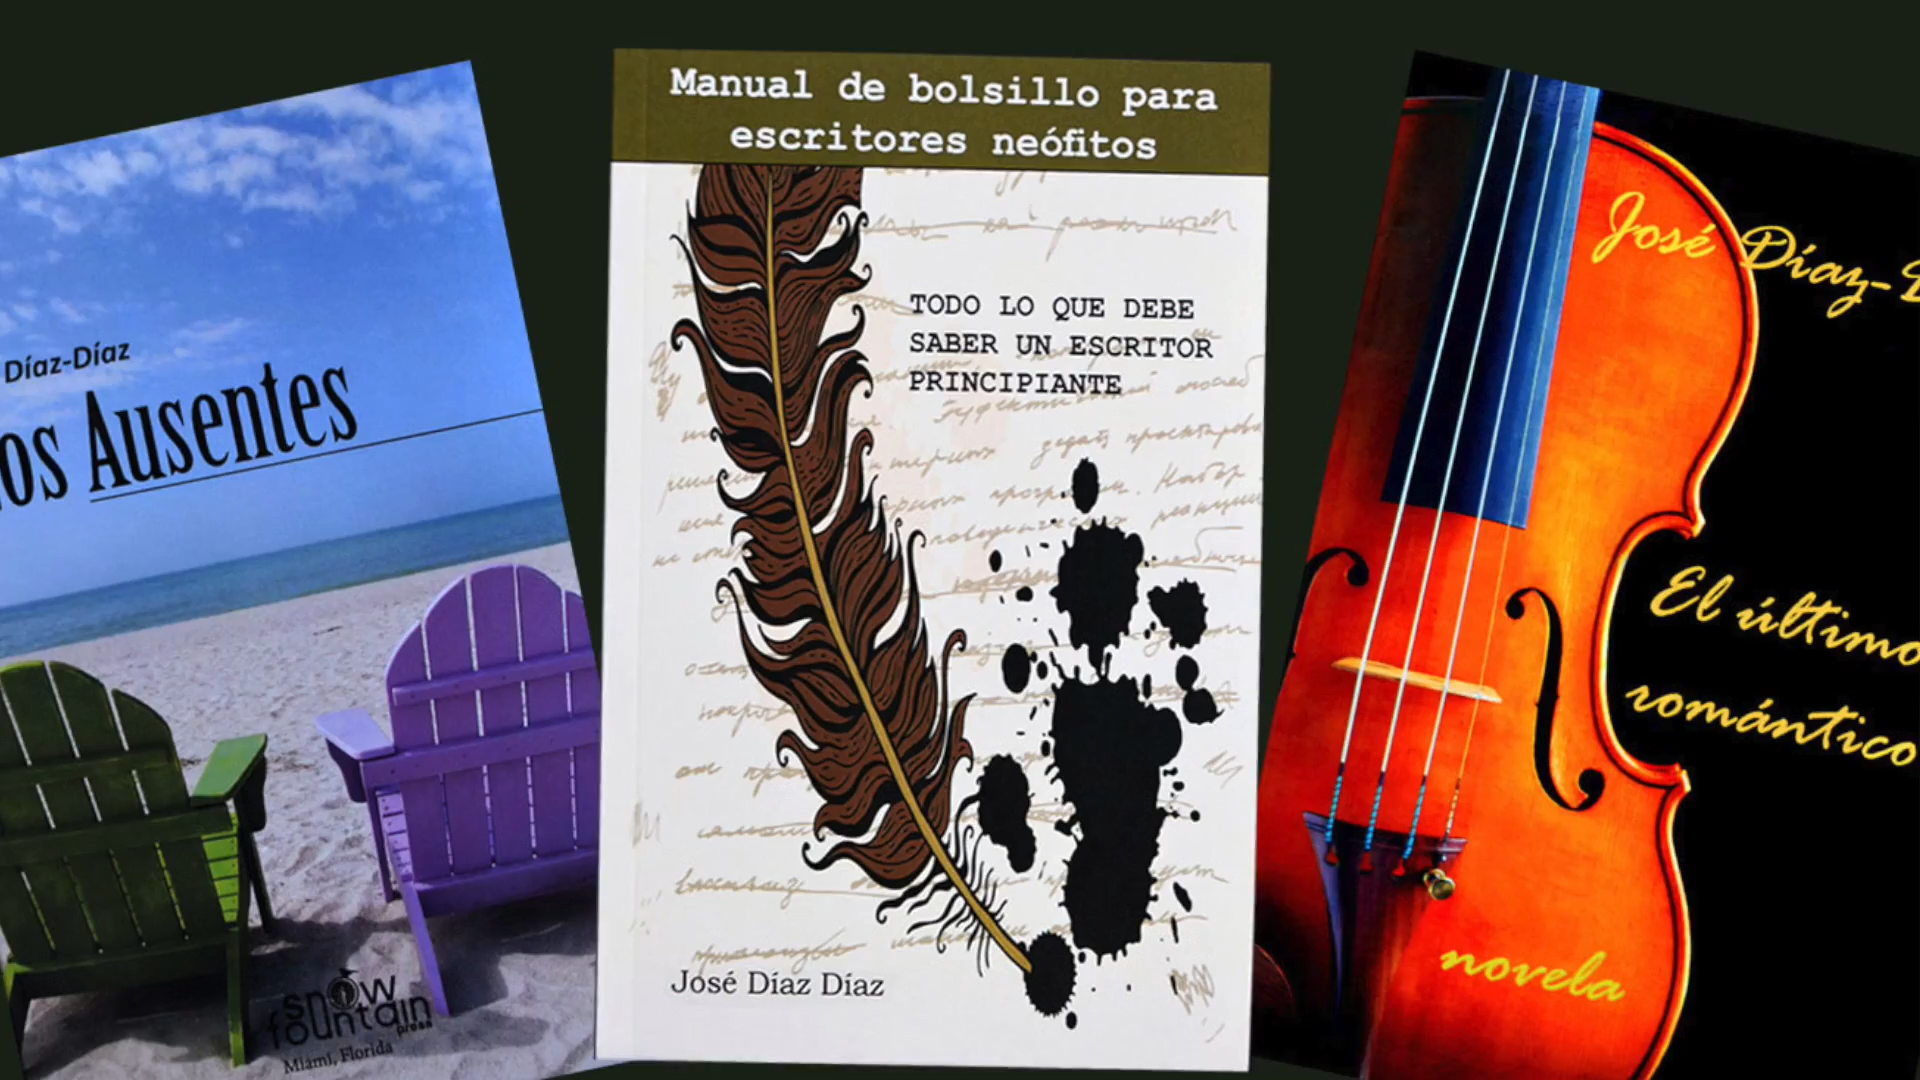 Díaz-Díaz
os Ausentes
snow
fountain
press
Miami, Florida
Manual de bolsillo para
escritores neófitos
TODO LO QUE DEBE
SABER UN ESCRITOR
PRINCIPIANTE
José Díaz Díaz
José Díaz-D
El último
romántico
novela